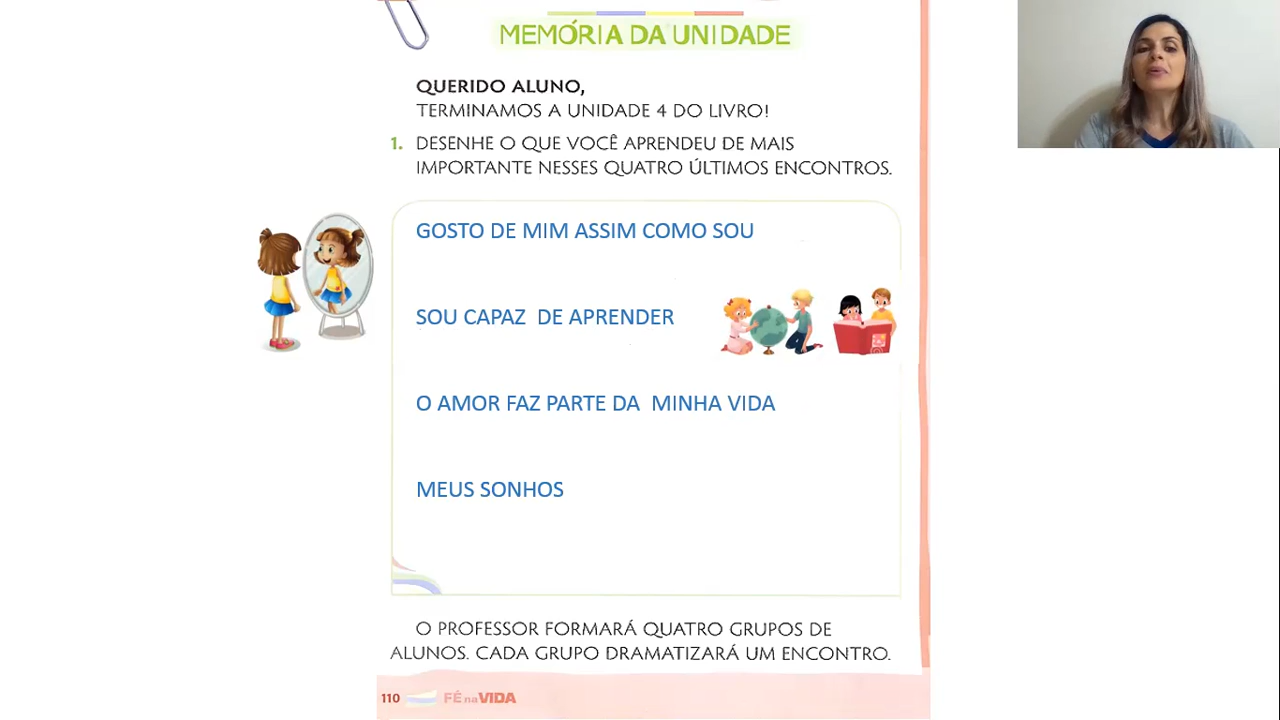 MEMÓRIA DA UNIDADE
QUERIDO ALUNO,
TERMINAMOS A UNIDADE 4 DO LIVRO!
1. DESENHE O QUE VOCÊ APRENDEU DE MAIS
IMPORTANTE NESSES QUATRO ÚLTIMOS ENCONTROS.
GOSTO DE MIM ASSIM COMO SOU
SOU CAPAZ DE APRENDER
O AMOR FAZ PARTE DA MINHA VIDA
MEUS SONHOS
O PROFESSOR FORMARÁ QUATRO GRUPOS DE
ALUNOS. CADA GRUPO DRAMATIZARÁ UM ENCONTRO.
110 FÊ na VIDA